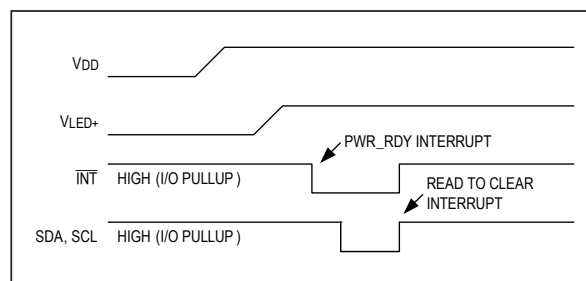 VDD
VLED+
PWR_RDY INTERRUPT
INT HIGH (I/O PULLUP )
READ TO CLEAR
INTERRUPT
SDA, SCL HIGH (I/O PULLUP )